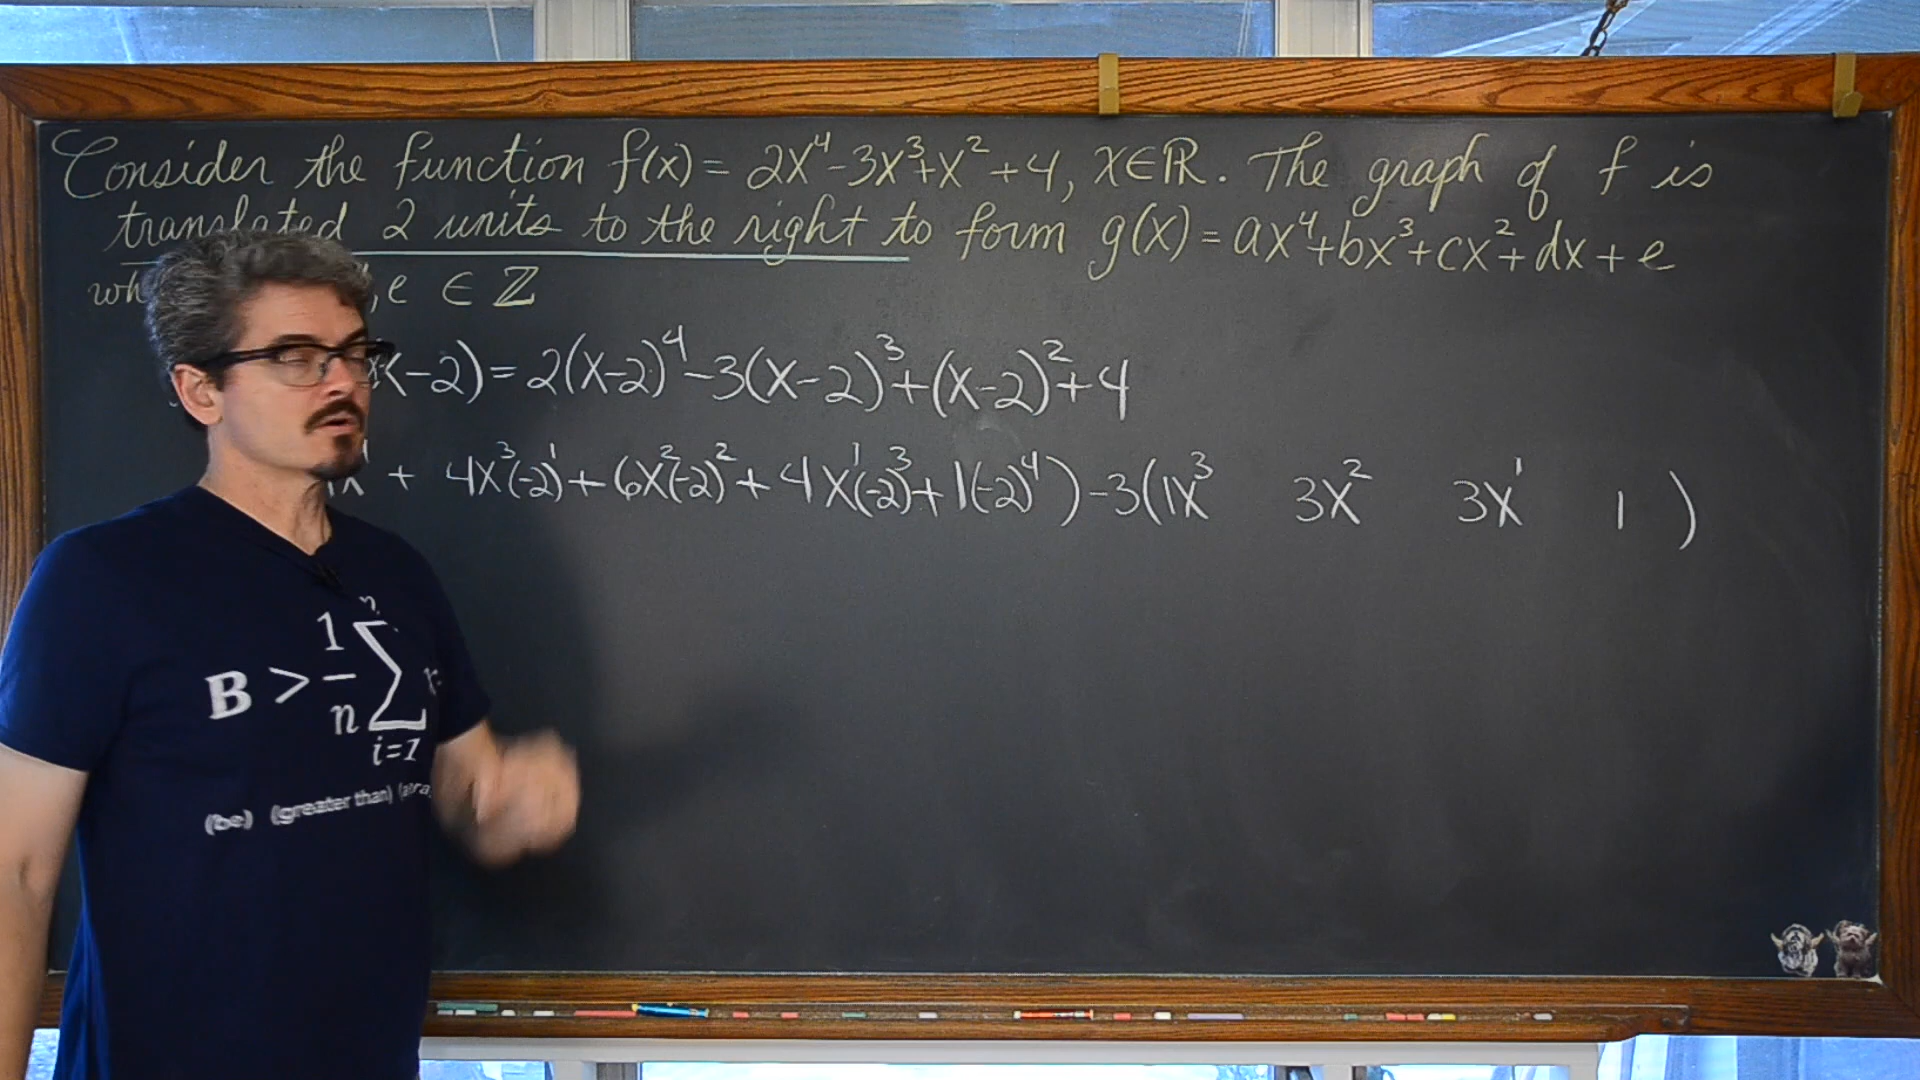 Consider the function f(x) = 2x⁴-3x³+x²+4, x∈ℝ. The graph of f is
translated 2 units to the right to form g(x) = ax⁴+bx³+cx²+dx+e
wh ,e ∈ ℤ
x-2) = 2(x-2)⁴-3(x-2)³+(x-2)²+4
1x + 4x³(-2)¹+6x²(-2)²+4x¹(-2)³+1(-2)⁴)-3(1x³ 3x² 3x¹ 1 )
B > 1/n ∑ i=1 n
(be) (greater than)